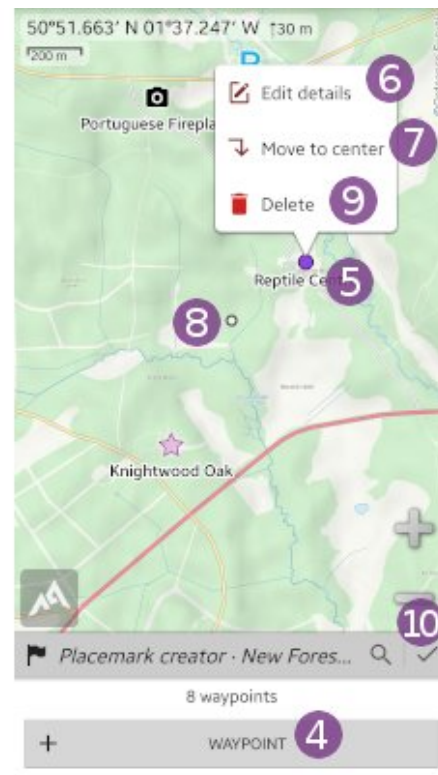 50°51.663′ N 01°37.247′ W ↑30 m
200 m
P
6
Edit details
Portuguese Firepla
7
Move to center
9
Delete
5
Reptile Cen
8
Knightwood Oak
10
Placemark creator · New Fores...
8 waypoints
+ WAYPOINT 4